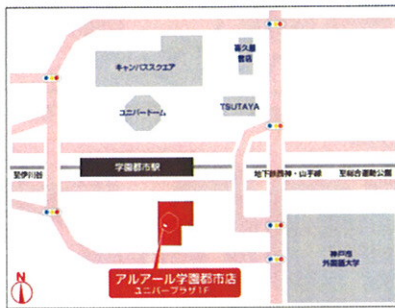 キャンパススクエア
喜久屋
書店
ユニバードーム
TSUTAYA
学園都市駅
至伊川谷
地下鉄西神・山手線
至総合運動公園
アルアール学園都市店
ユニバープラザ1F
神戸市
外国語大学
N